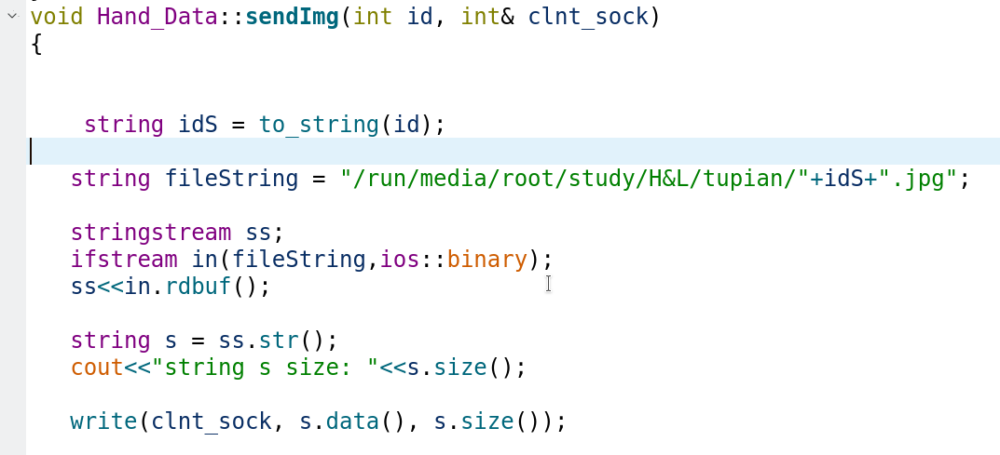 void Hand_Data::sendImg(int id, int& clnt_sock)
{
string idS = to_string(id);
string fileString = "/run/media/root/study/H&L/tupian/"+idS+".jpg";
stringstream ss;
ifstream in(fileString,ios::binary);
ss<<in.rdbuf();
string s = ss.str();
cout<<"string s size: "<<s.size();
write(clnt_sock, s.data(), s.size());